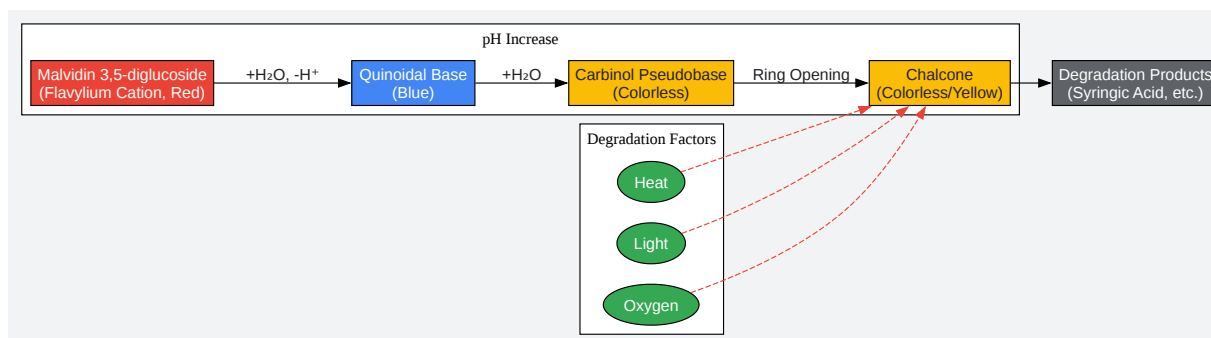 pH Increase
Malvidin 3,5-diglucoside
(Flavylium Cation, Red)
+H₂O, -H⁺
Quinoidal Base
(Blue)
+H₂O
Carbinol Pseudobase
(Colorless)
Ring Opening
Chalcone
(Colorless/Yellow)
Degradation Products
(Syringic Acid, etc.)
Degradation Factors
Heat
Light
Oxygen